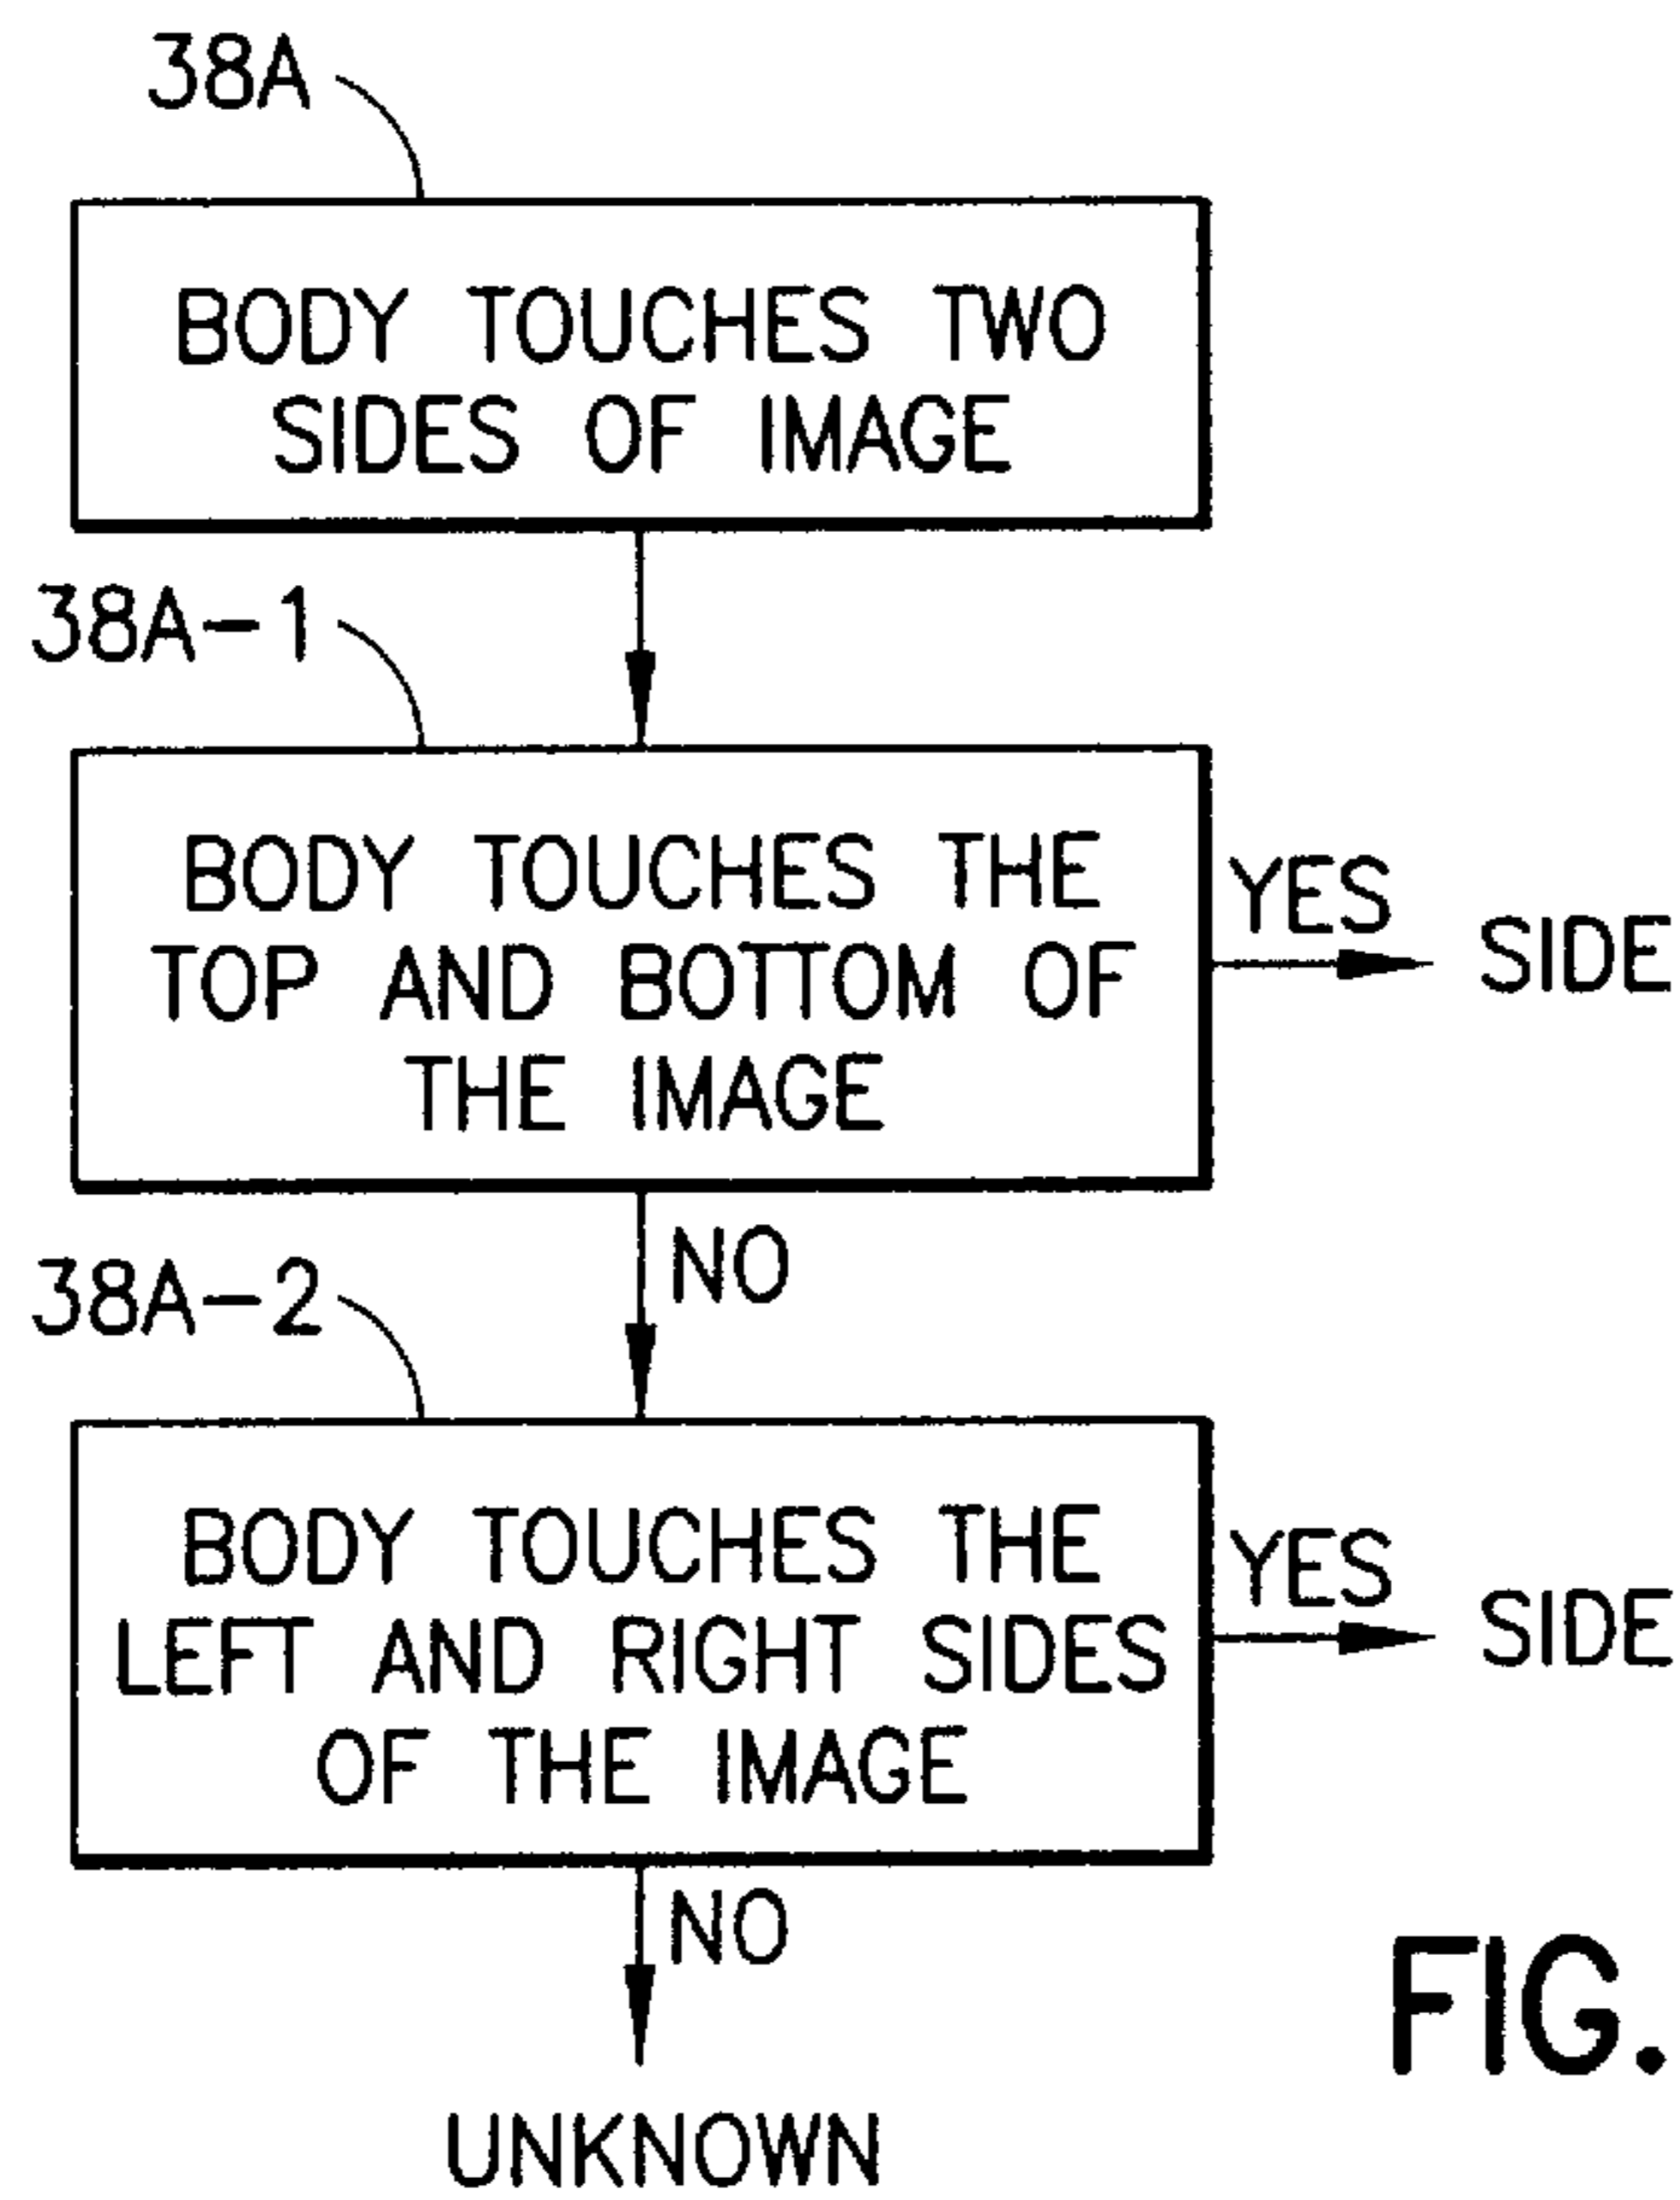 38A
BODY TOUCHES TWO
SIDES OF IMAGE
38A-1
BODY TOUCHES THE
TOP AND BOTTOM OF
THE IMAGE
YES
SIDE
NO
38A-2
BODY TOUCHES THE
LEFT AND RIGHT SIDES
OF THE IMAGE
YES
SIDE
NO
UNKNOWN
FIG.